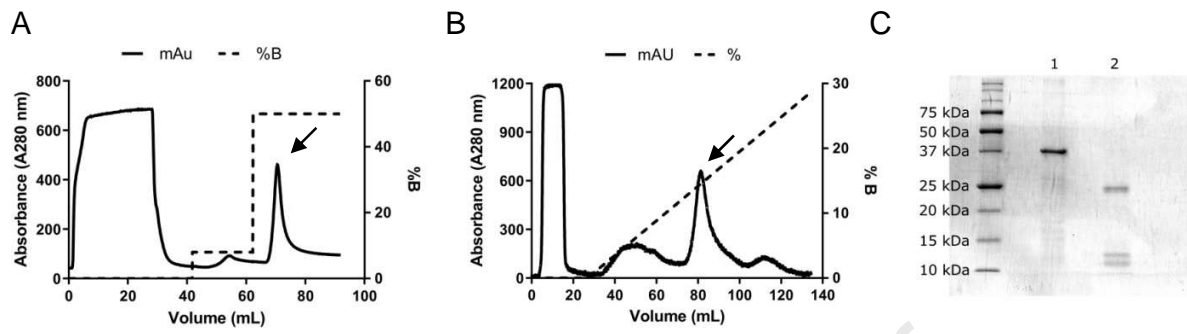 A
mAu %B
Absorbance (A280 nm)
800
600
400
200
0
0 20 40 60 80 100
Volume (mL)
60
40
20
0
%B
B
mAU %
Absorbance (A280 nm)
1200
900
600
300
0
0 20 40 60 80 100 120 140
Volume (mL)
30
20
10
0
% B
C
1 2
75 kDa
50 kDa
37 kDa
25 kDa
20 kDa
15 kDa
10 kDa